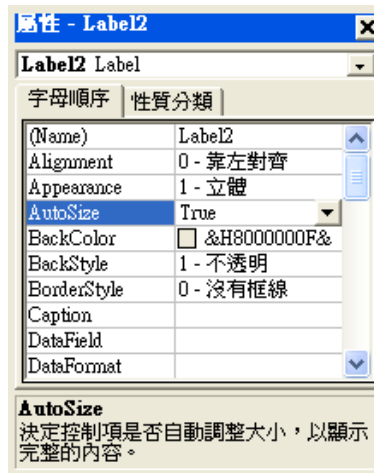 屬性 - Label2
Label2 Label
字母順序 性質分類
(Name) Label2
Alignment 0 - 靠左對齊
Appearance 1 - 立體
AutoSize True
BackColor &H8000000F&
BackStyle 1 - 不透明
BorderStyle 0 - 沒有框線
Caption
DataField
DataFormat
AutoSize
決定控制項是否自動調整大小，以顯示
完整的內容。